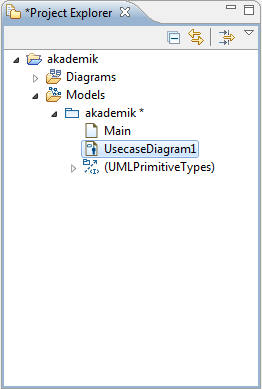 *Project Explorer
akademik
Diagrams
Models
akademik *
Main
UsecaseDiagram1
(UMLPrimitiveTypes)